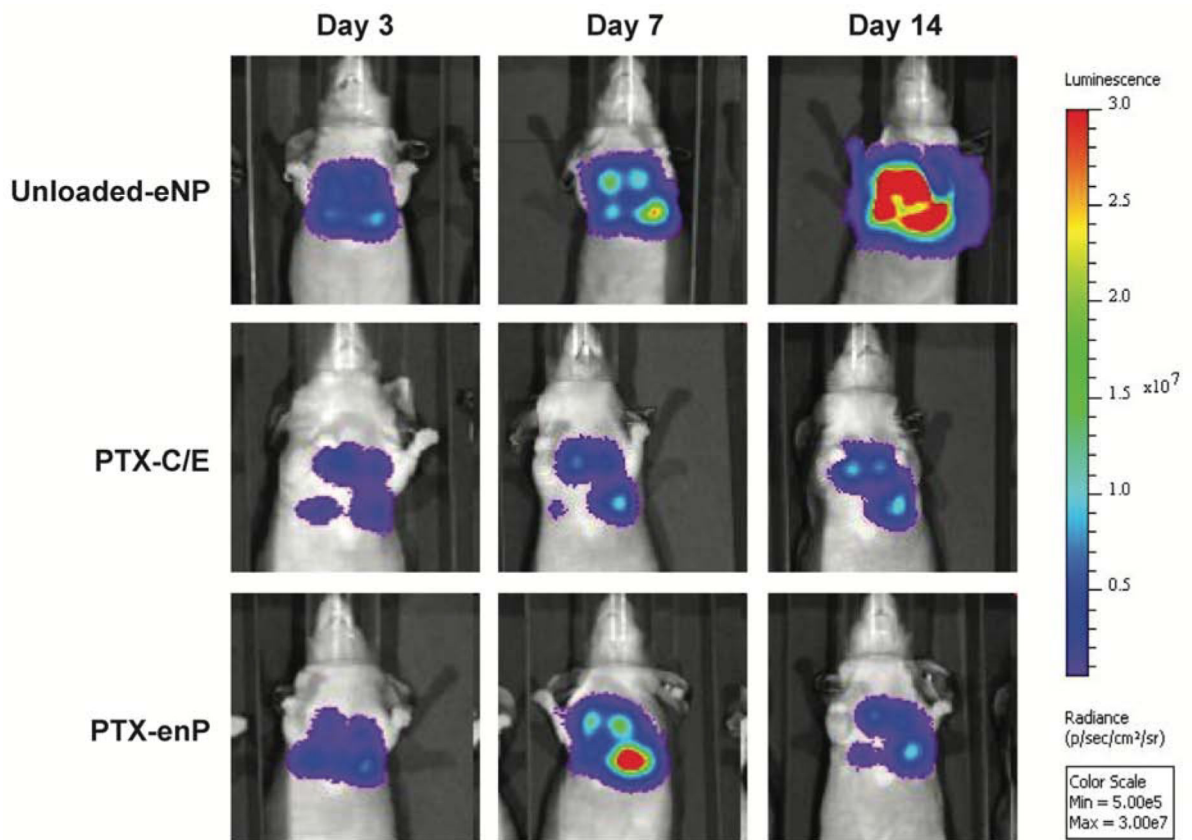 Day 3
Day 7
Day 14
Unloaded-eNP
PTX-C/E
PTX-enP
Luminescence
3.0
2.5
2.0
1.5
x10⁷
1.0
0.5
Radiance
(p/sec/cm²/sr)
Color Scale
Min = 5.00e5
Max = 3.00e7